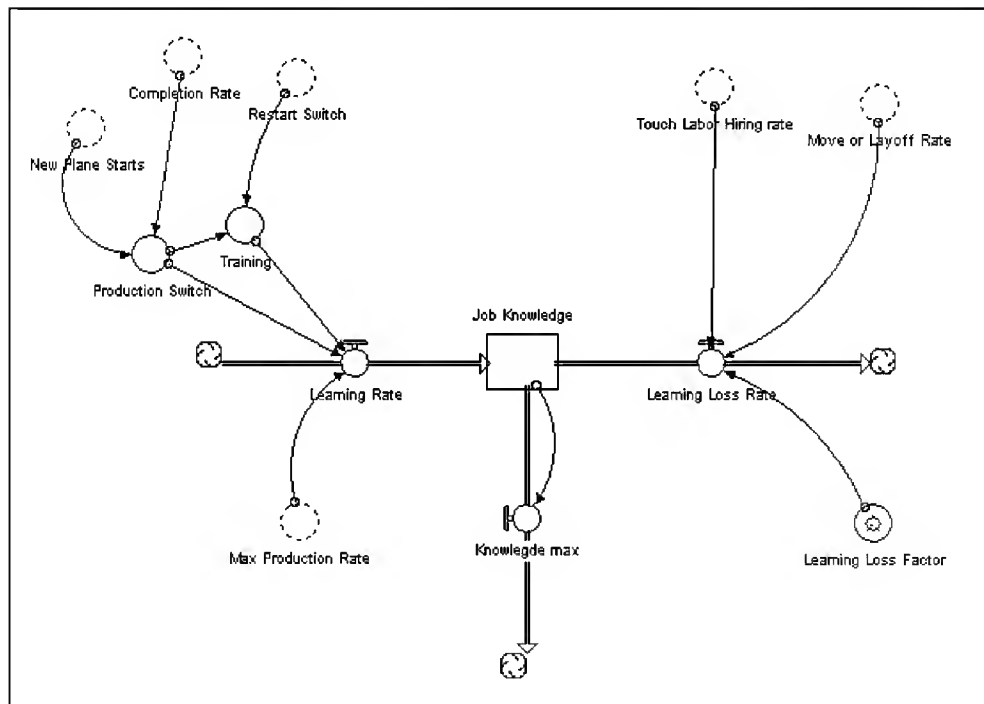 Completion Rate
Restart Switch
Touch Labor Hiring rate
Move or Layoff Rate
New Plane Starts
Training
Production Switch
Job Knowledge
Learning Rate
Learning Loss Rate
Max Production Rate
Knowlegde max
Learning Loss Factor